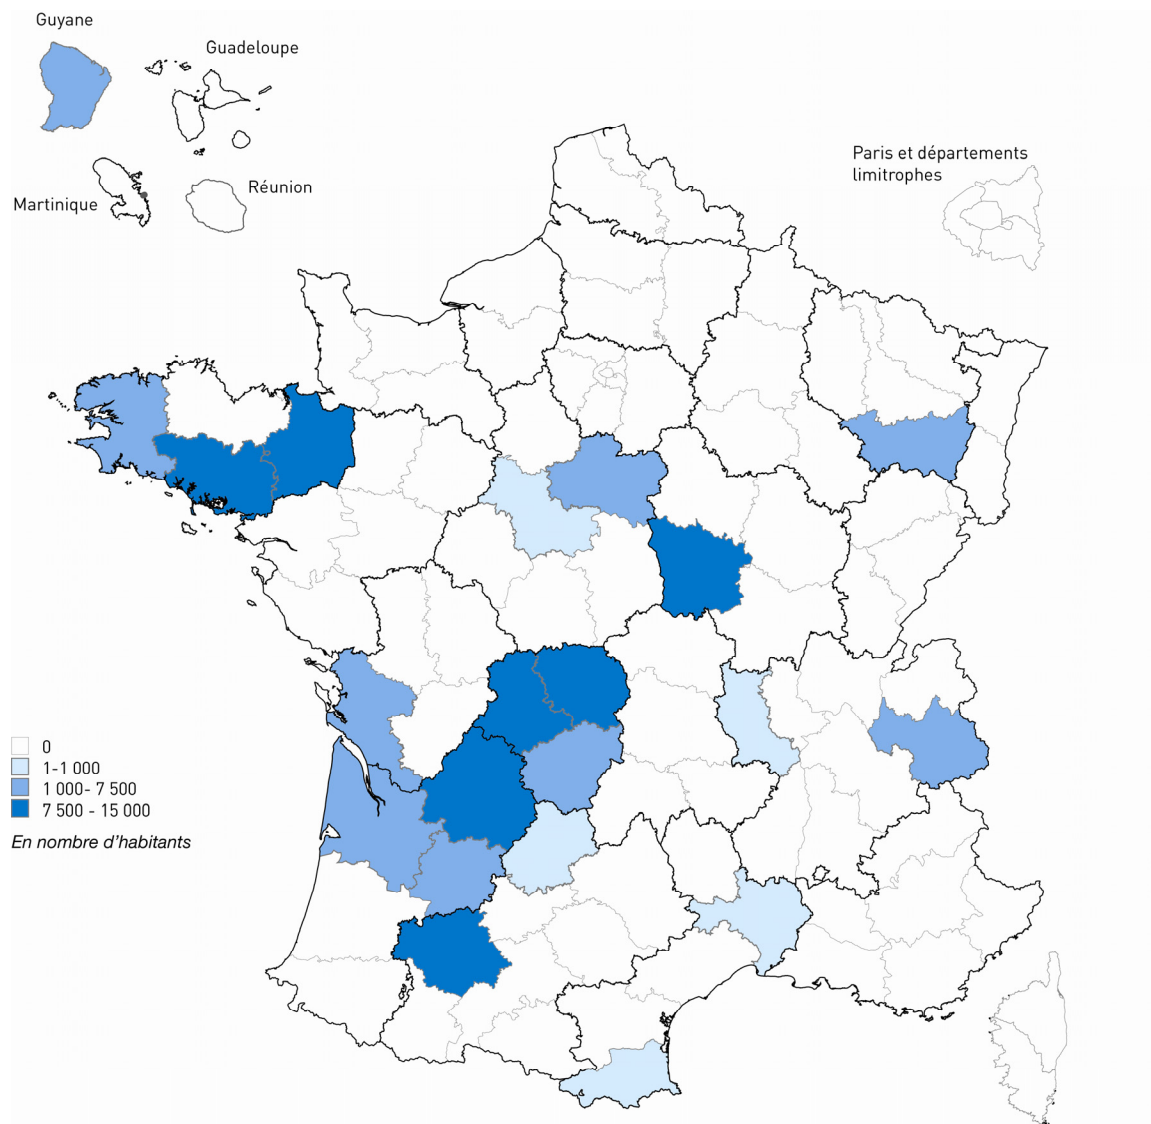 Guyane
Guadeloupe
Paris et départements
limitrophes
Réunion
Martinique
0
1-1 000
1 000- 7 500
7 500 - 15 000
En nombre d'habitants